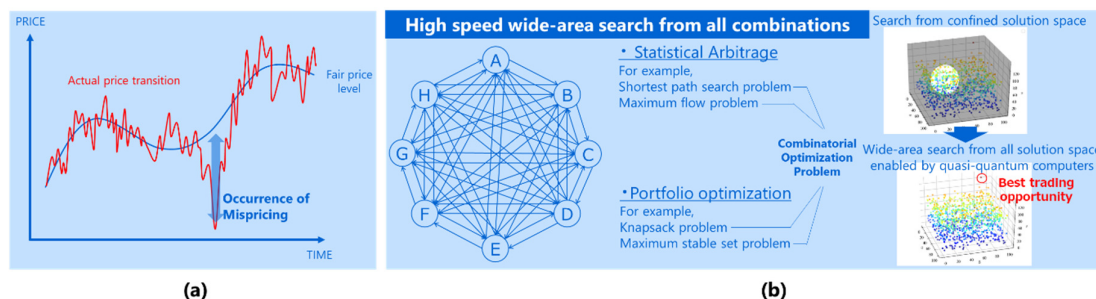 PRICE
Actual price transition
Fair price
level
Occurrence of
Mispricing
TIME
(a)
High speed wide-area search from all combinations
A
B
C
D
E
F
G
H
・ Statistical Arbitrage
For example,
Shortest path search problem
Maximum flow problem
Combinatorial
Optimization
Problem
・ Portfolio optimization
For example,
Knapsack problem
Maximum stable set problem
Search from confined solution space
Wide-area search from all solution space
enabled by quasi-quantum computers
Best trading
opportunity
(b)